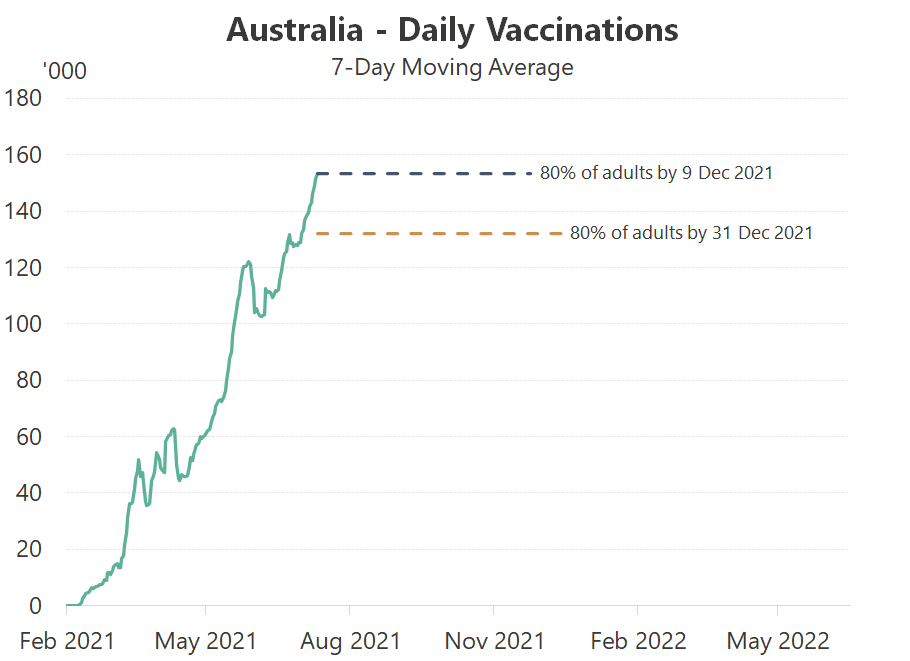 Australia - Daily Vaccinations
7-Day Moving Average
'000
180
160
80% of adults by 9 Dec 2021
140
80% of adults by 31 Dec 2021
120
100
80
60
40
20
0
Feb 2021 May 2021 Aug 2021 Nov 2021 Feb 2022 May 2022